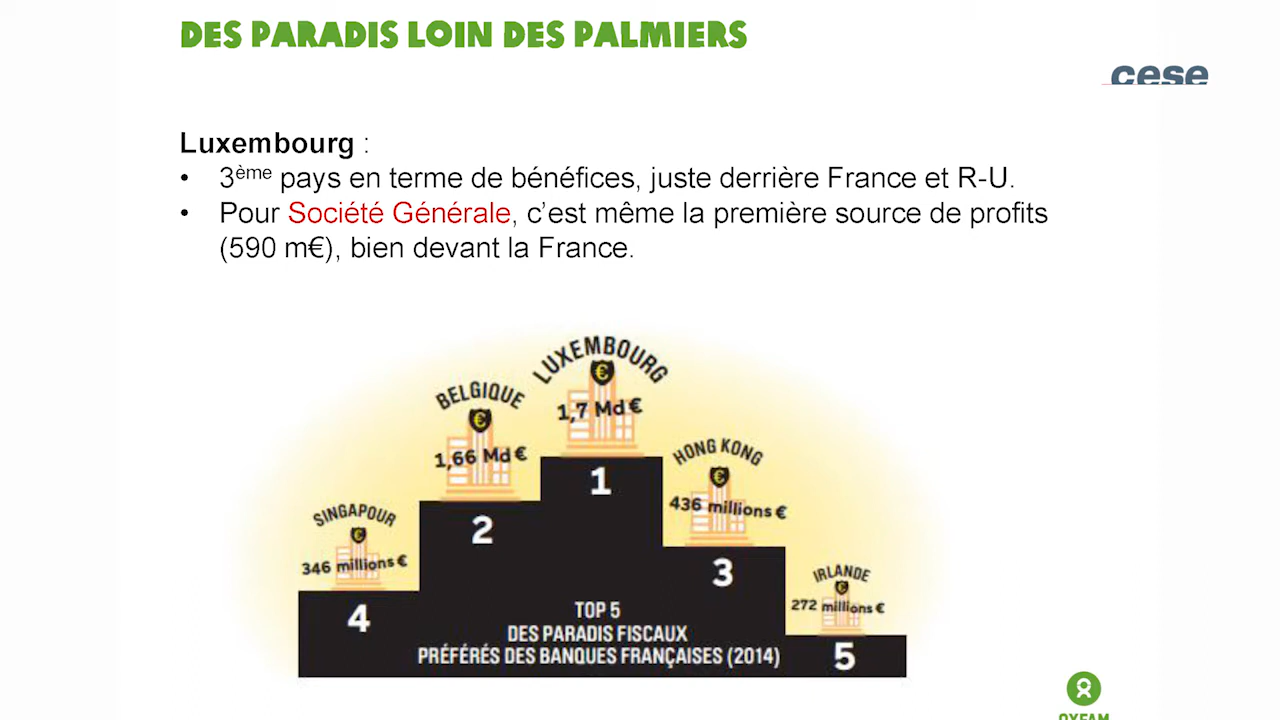 DES PARADIS LOIN DES PALMIERS
cese
Luxembourg :
• 3ème pays en terme de bénéfices, juste derrière France et R-U.
• Pour Société Générale, c’est même la première source de profits
(590 m€), bien devant la France.
LUXEMBOURG
€
1,7 Md €
1
BELGIQUE
€
1,66 Md €
2
HONG KONG
€
436 millions €
3
SINGAPOUR
€
346 millions €
4
IRLANDE
€
272 millions €
5
TOP 5
DES PARADIS FISCAUX
PRÉFÉRÉS DES BANQUES FRANÇAISES (2014)
OXFAM